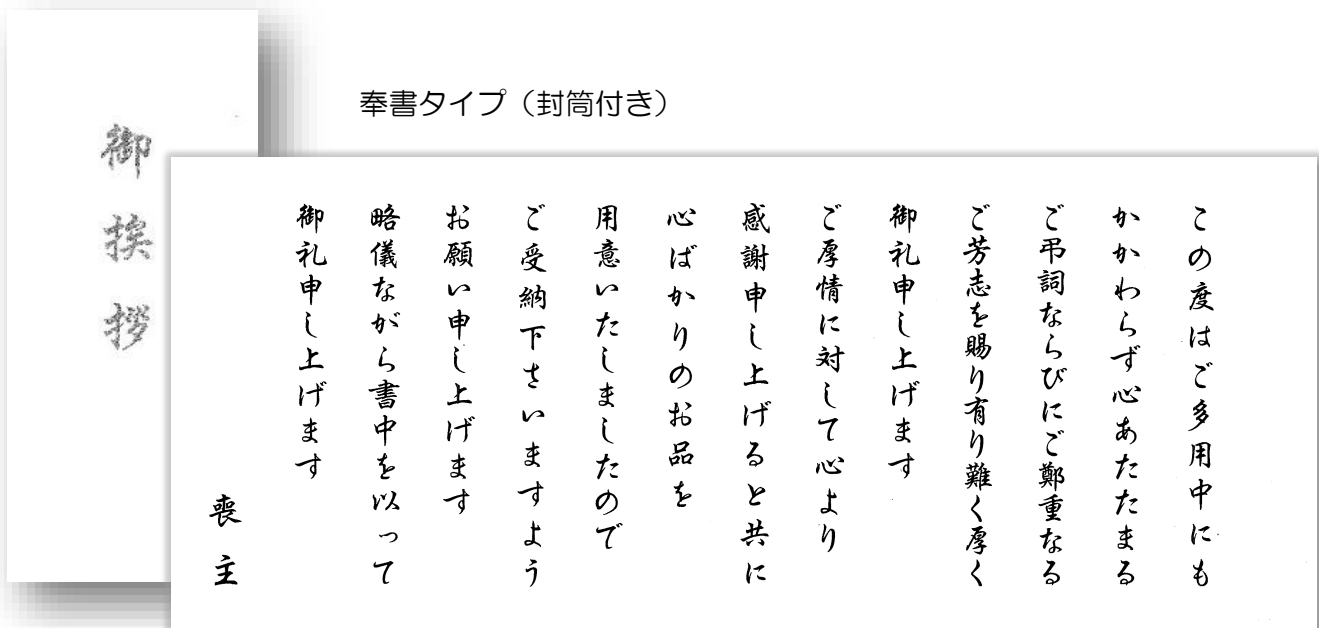 奉書タイプ（封筒付き）
御挨拶
この度はご多用中にも
かかわらず心あたたまる
ご弔詞ならびにご鄭重なる
ご芳志を賜り有り難く厚く
御礼申し上げます
ご厚情に対して心より
感謝申し上げると共に
心ばかりのお品を
用意いたしましたので
ご受納下さいますよう
お願い申し上げます
略儀ながら書中を以って
御礼申し上げます
喪主